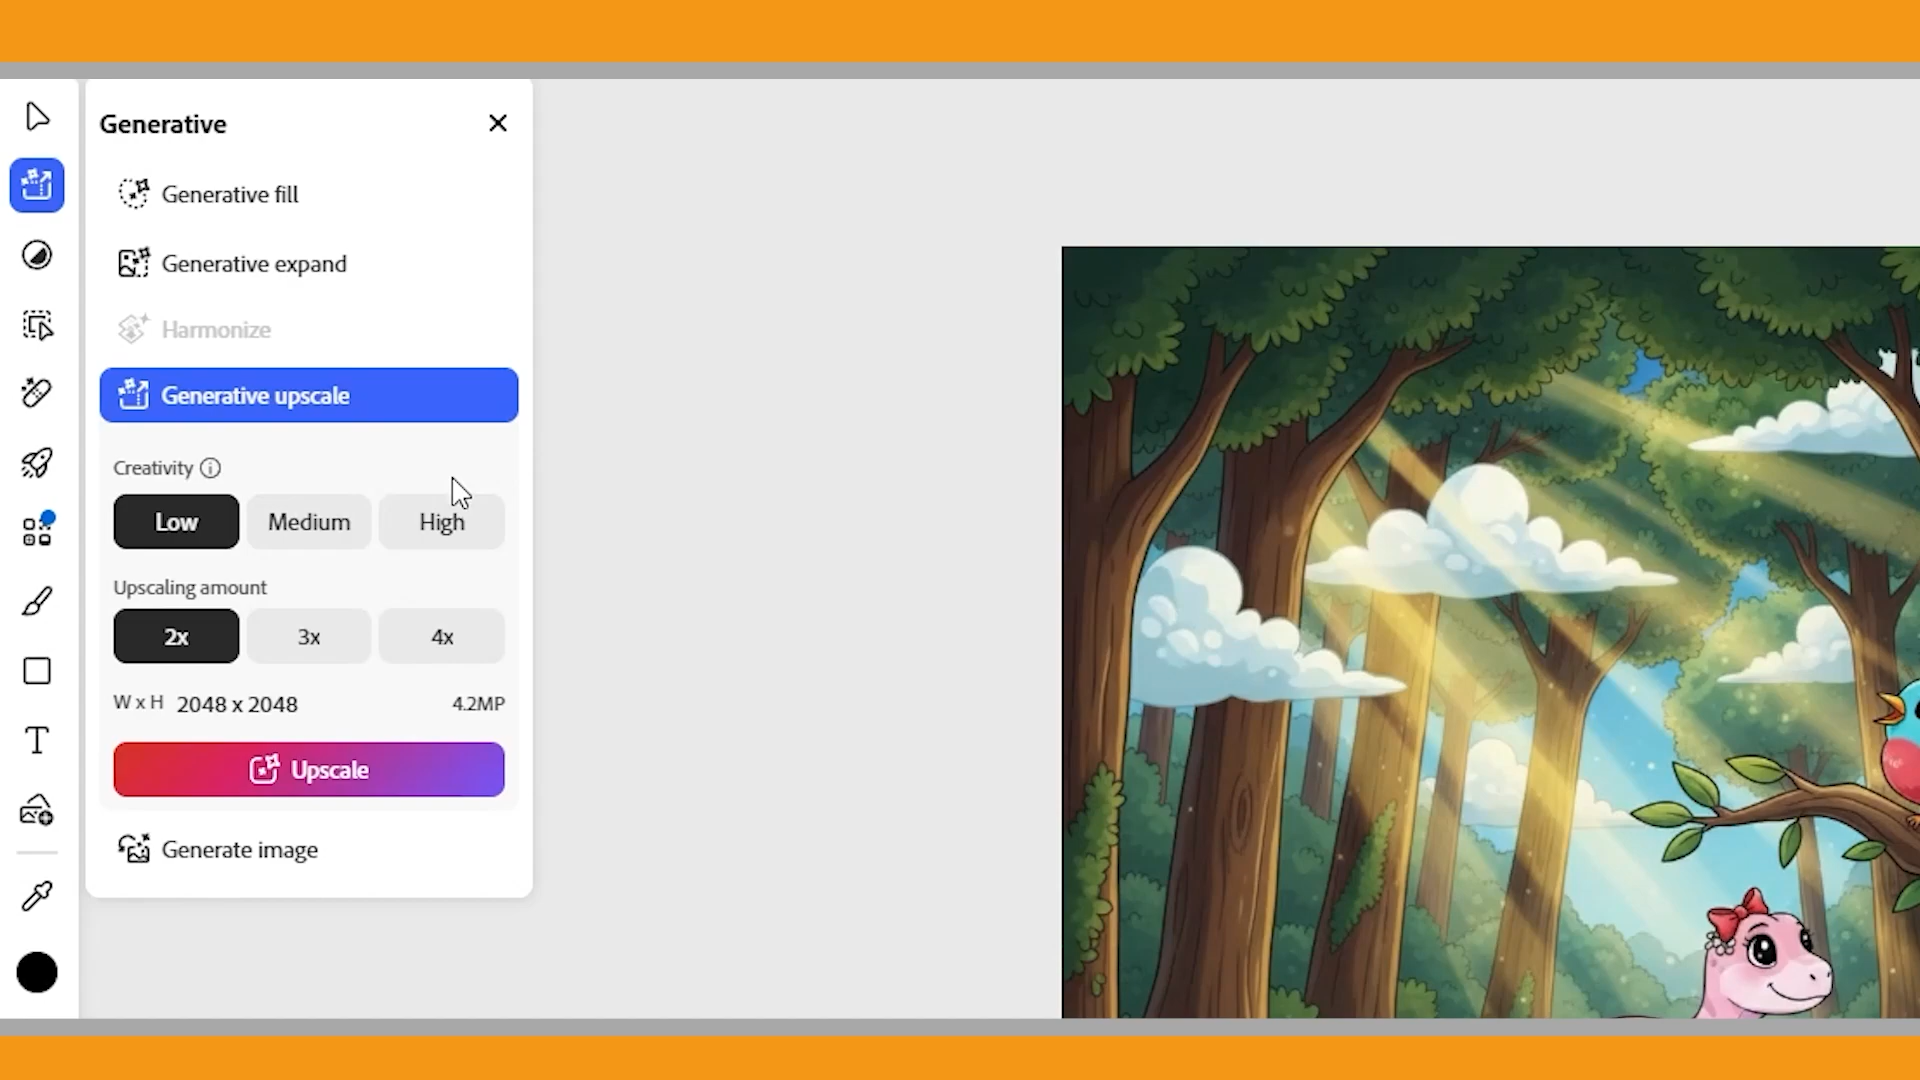 Generative
Generative fill
Generative expand
Harmonize
Generative upscale
Creativity
Low Medium High
Upscaling amount
2x 3x 4x
W x H 2048 x 2048 4.2MP
Upscale
Generate image